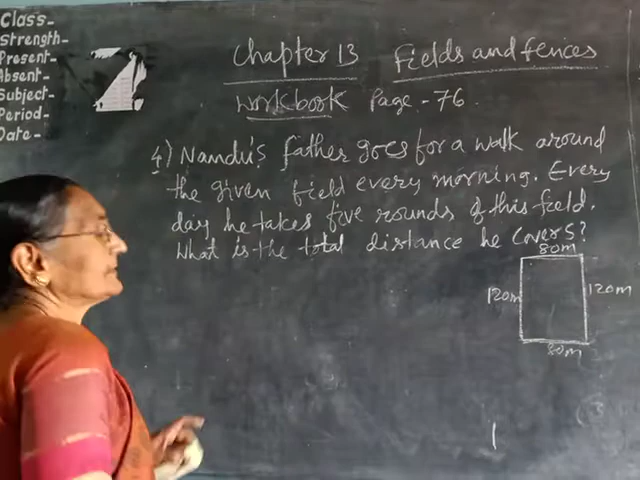 Class-
Strength-
Present-
Absent-
Subject-
Period-
Date-
Chapter 13 Fields and fences
Workbook Page - 76.
4) Nandu's father goes for a walk around
the given field every morning. Every
day he takes five rounds of this field.
What is the total distance he covers?
80m
120m 120m
80m